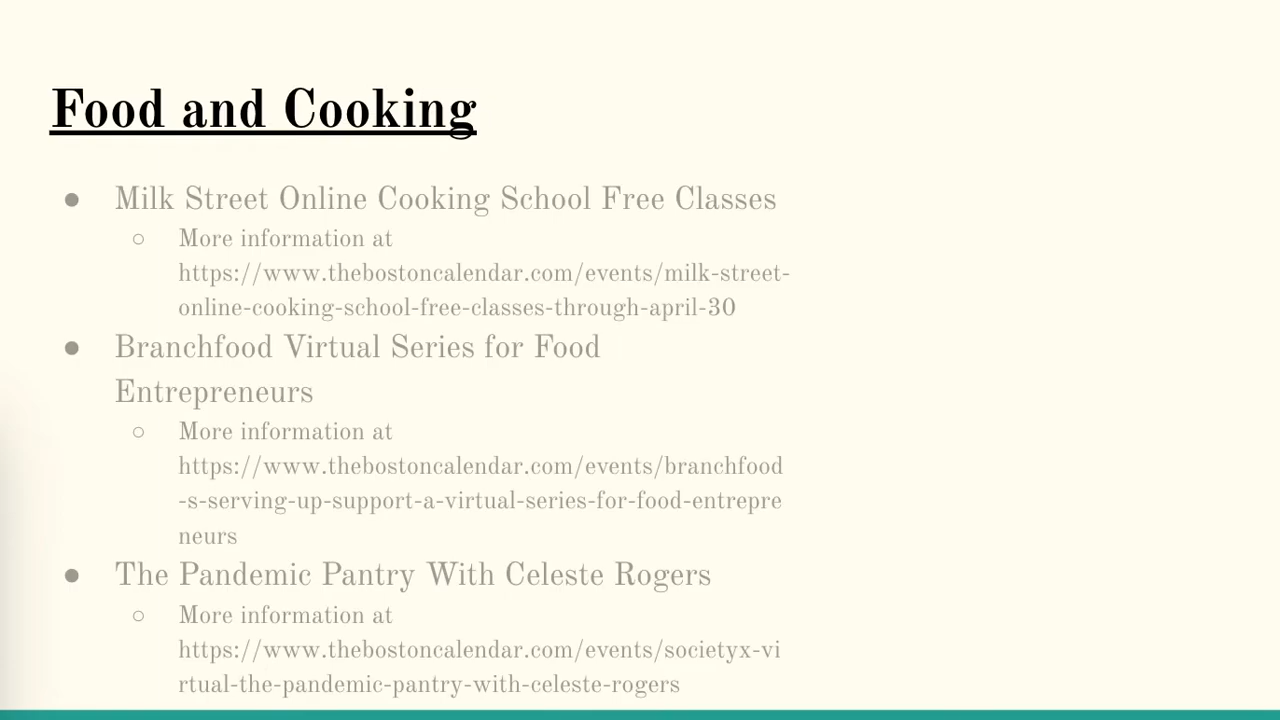 Food and Cooking
● Milk Street Online Cooking School Free Classes
○ More information at
https://www.thebostoncalendar.com/events/milk-street-
online-cooking-school-free-classes-through-april-30
● Branchfood Virtual Series for Food
Entrepreneurs
○ More information at
https://www.thebostoncalendar.com/events/branchfood
-s-serving-up-support-a-virtual-series-for-food-entrepre
neurs
● The Pandemic Pantry With Celeste Rogers
○ More information at
https://www.thebostoncalendar.com/events/societyx-vi
rtual-the-pandemic-pantry-with-celeste-rogers